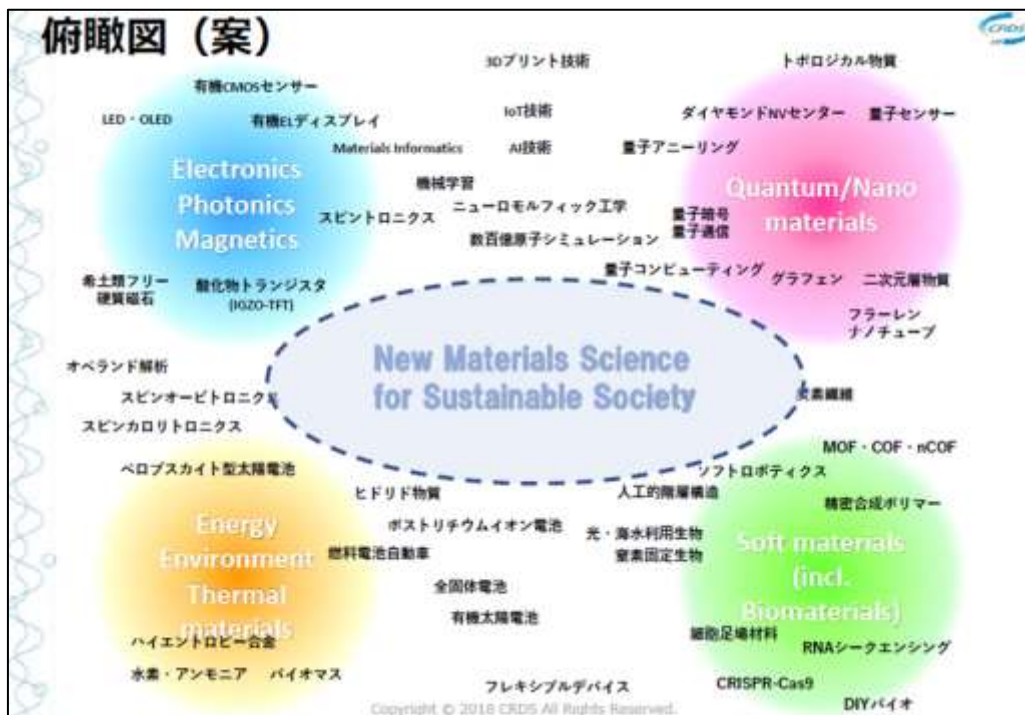 俯瞰図（案）
CRDS
3Dプリント技術
トポロジカル物質
有機CMOSセンサー
LED・OLED
有機ELディスプレイ
IoT技術
ダイヤモンドNVセンター
量子センサー
Materials Informatics
AI技術
量子アニーリング
Electronics
Photonics
Magnetics
機械学習
Quantum/Nano
materials
スピントロニクス
ニューロモルフィック工学
量子暗号
量子通信
数百億原子シミュレーション
量子コンピューティング
グラフェン
二次元層物質
希土類フリー
硬質磁石
酸化物トランジスタ
(IGZO-TFT)
フラーレン
ナノチューブ
New Materials Science
for Sustainable Society
オペランド解析
スピンオービトロニクス
炭素繊維
スピンカロリトロニクス
MOF・COF・nCOF
ペロブスカイト型太陽電池
ソフトロボティクス
ヒドリド物質
人工的階層構造
精密合成ポリマー
Energy
Environment
Thermal
materials
ポストリチウムイオン電池
光・海水利用生物
窒素固定生物
燃料電池自動車
Soft materials
(incl.
Biomaterials)
全固体電池
有機太陽電池
ハイエントロピー合金
細胞足場材料
RNAシークエンシング
水素・アンモニア
バイオマス
フレキシブルデバイス
CRISPR-Cas9
DIYバイオ
Copyright © 2018 CRDS All Rights Reserved.